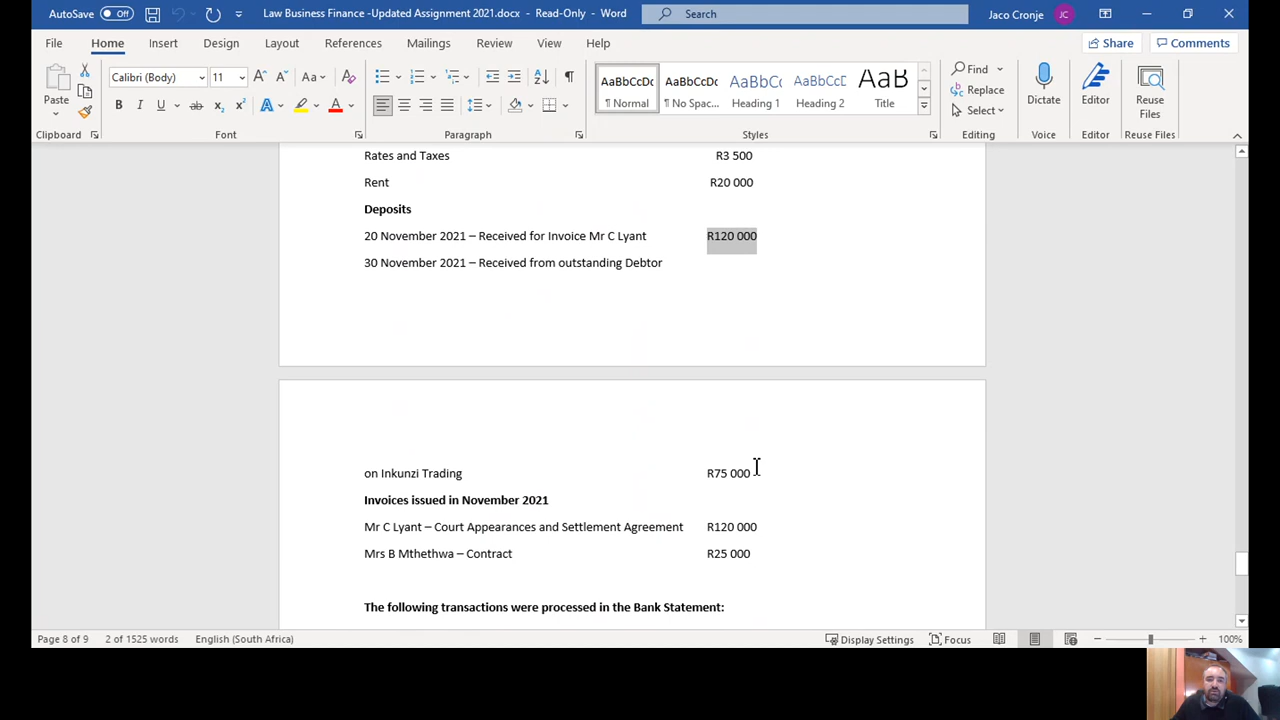 AutoSave Off Law Business Finance -Updated Assignment 2021.docx - Read-Only - Word Search Jaco Cronje JC
File Home Insert Design Layout References Mailings Review View Help Share Comments
Paste Calibri (Body) 11 A A Aa A
B I U ab x₂ x² A A
AaBbCcDc AaBbCcDc AaBbCc AaBbCcC AaB
¶ Normal ¶ No Spac... Heading 1 Heading 2 Title
Find
Replace
Select
Dictate Editor Reuse Files
Clipboard Font Paragraph Styles Editing Voice Editor Reuse Files
Rates and Taxes R3 500
Rent R20 000
Deposits
20 November 2021 – Received for Invoice Mr C Lyant R120 000
30 November 2021 – Received from outstanding Debtor
on Inkunzi Trading R75 000
Invoices issued in November 2021
Mr C Lyant – Court Appearances and Settlement Agreement R120 000
Mrs B Mthethwa – Contract R25 000
The following transactions were processed in the Bank Statement:
Page 8 of 9 2 of 1525 words English (South Africa) Display Settings Focus 100%